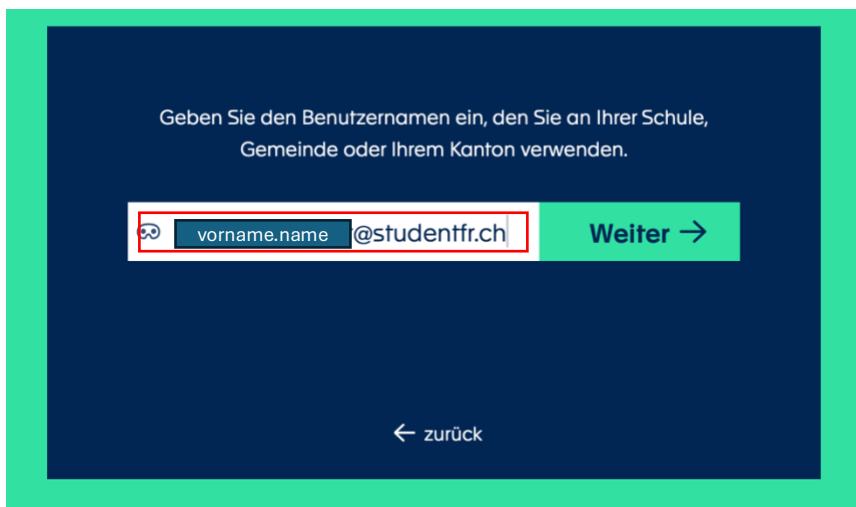 Geben Sie den Benutzernamen ein, den Sie an Ihrer Schule,
Gemeinde oder Ihrem Kanton verwenden.
vorname.name @studentfr.ch Weiter →
← zurück